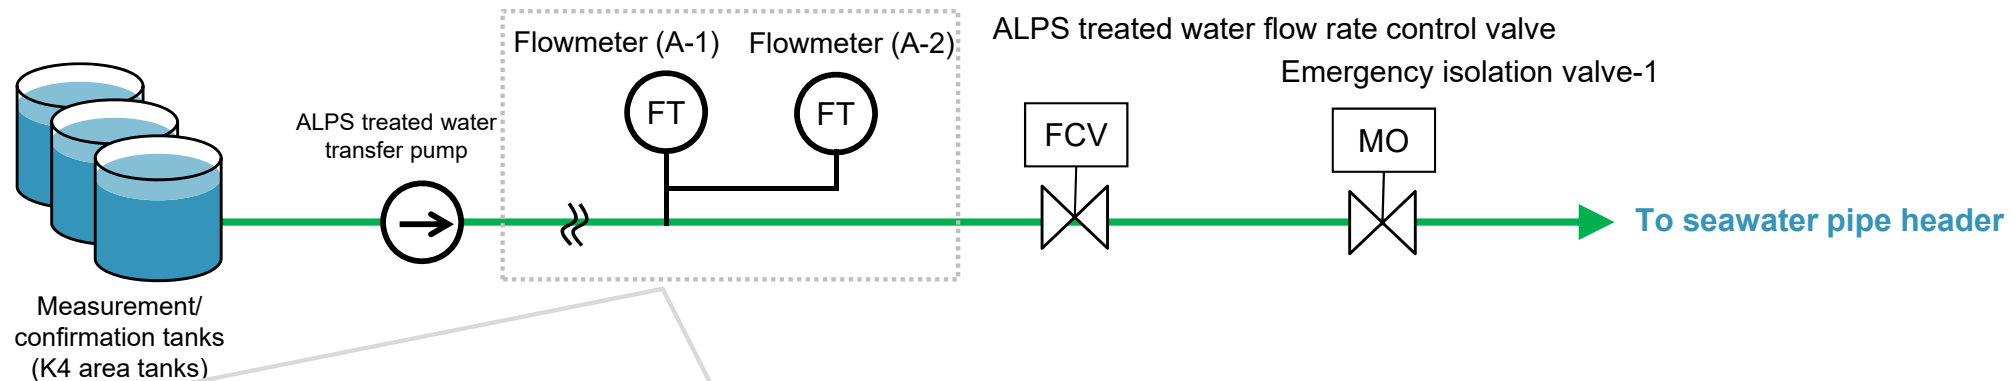 Flowmeter (A-1)
Flowmeter (A-2)
ALPS treated water flow rate control valve
Emergency isolation valve-1
ALPS treated water
transfer pump
FT
FT
FCV
MO
To seawater pipe header
Measurement/
confirmation tanks
(K4 area tanks)